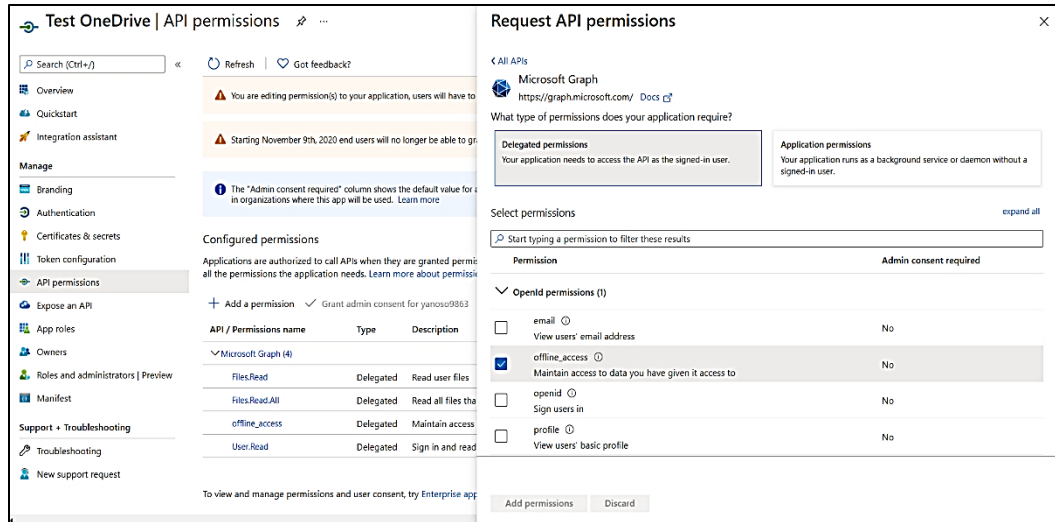 Test OneDrive | API permissions
Search (Ctrl+/)
«
Overview
Quickstart
Integration assistant
Manage
Branding
Authentication
Certificates & secrets
Token configuration
API permissions
Expose an API
App roles
Owners
Roles and administrators | Preview
Manifest
Support + Troubleshooting
Troubleshooting
New support request
Refresh
Got feedback?
You are editing permission(s) to your application, users will have to
Starting November 9th, 2020 end users will no longer be able to gr
The "Admin consent required" column shows the default value for a
in organizations where this app will be used. Learn more
Configured permissions
Applications are authorized to call APIs when they are granted permis
all the permissions the application needs. Learn more about permissi
Add a permission
Grant admin consent for yanoso9863
API / Permissions name Type Description
Microsoft Graph (4)
Files.Read Delegated Read user files
Files.Read.All Delegated Read all files tha
offline_access Delegated Maintain access
User.Read Delegated Sign in and read
To view and manage permissions and user consent, try Enterprise app
Request API permissions
All APIs
Microsoft Graph
https://graph.microsoft.com/ Docs
What type of permissions does your application require?
Delegated permissions
Your application needs to access the API as the signed-in user.
Application permissions
Your application runs as a background service or daemon without a
signed-in user.
Select permissions
expand all
Start typing a permission to filter these results
Permission Admin consent required
OpenId permissions (1)
email
View users' email address
No
offline_access
Maintain access to data you have given it access to
No
openid
Sign users in
No
profile
View users' basic profile
No
Add permissions
Discard